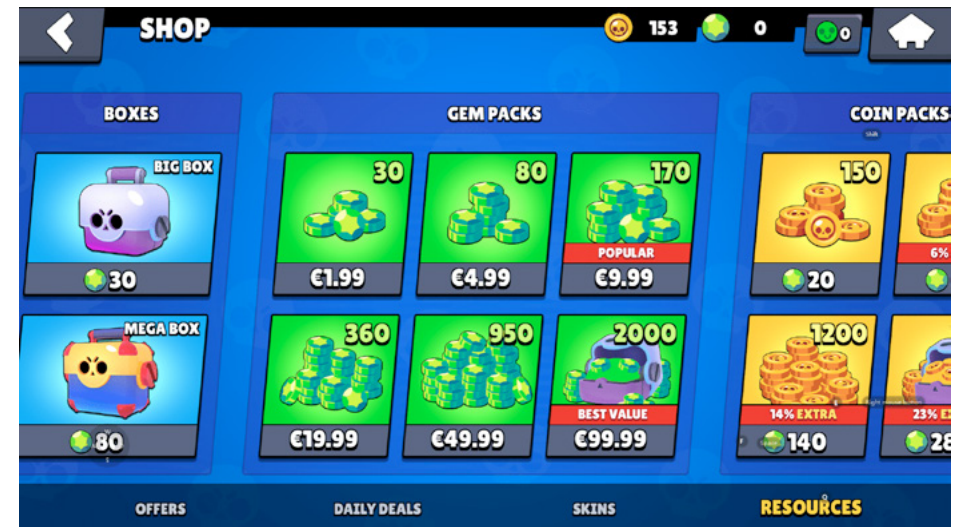 SHOP
153
0
0
BOXES
GEM PACKS
COIN PACKS
BIG BOX
30
MEGA BOX
80
30
€1.99
80
€4.99
170
POPULAR
€9.99
360
€19.99
950
€49.99
2000
BEST VALUE
€99.99
150
20
6%
1200
14% EXTRA
140
23% E
28
OFFERS
DAILY DEALS
SKINS
RESOURCES